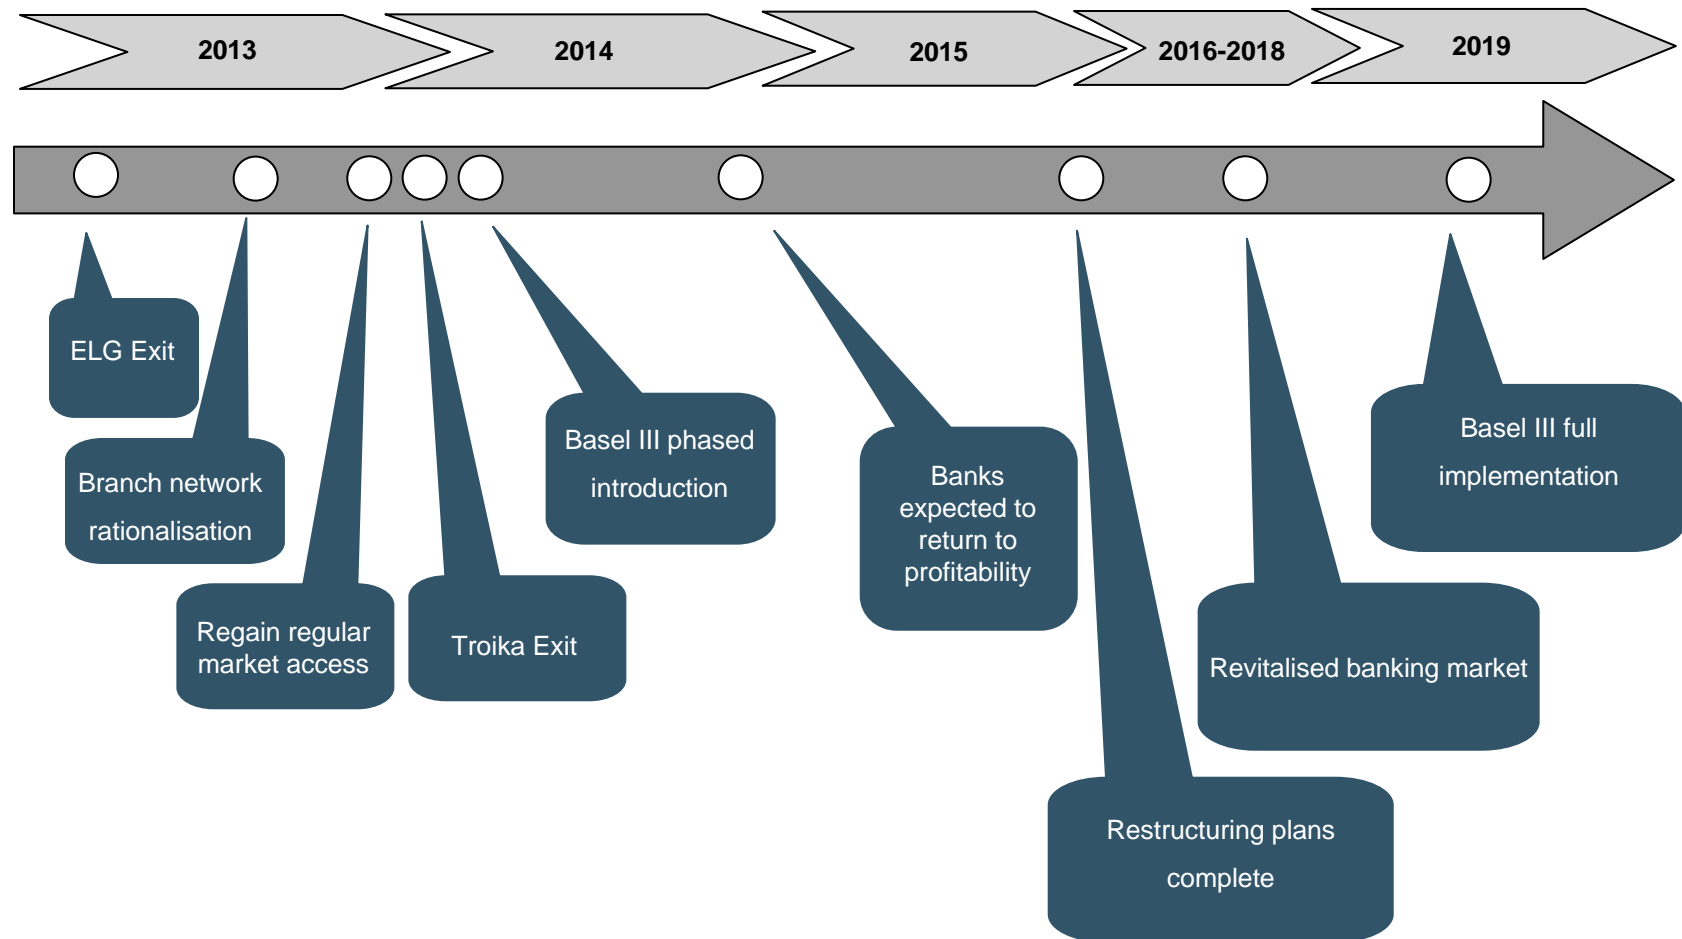 2013
2014
2015
2016-2018
2019
ELG Exit
Branch network
rationalisation
Regain regular
market access
Troika Exit
Basel III phased
introduction
Banks
expected to
return to
profitability
Restructuring plans
complete
Revitalised banking market
Basel III full
implementation